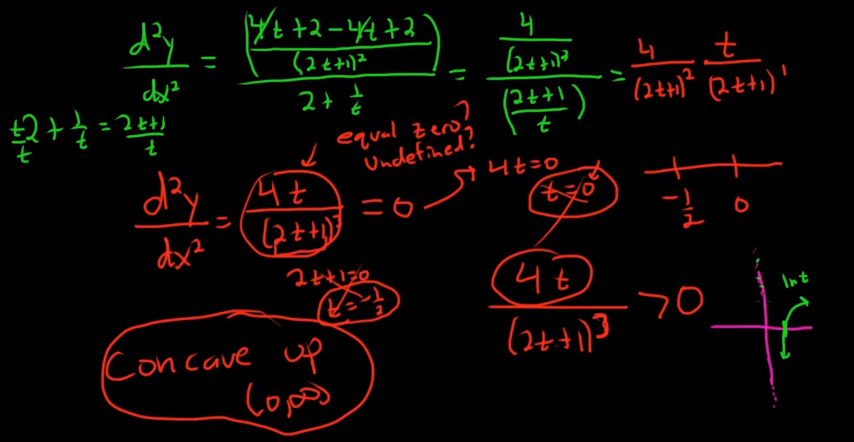 d²y/dx² = ((4t + 2 - 4t + 2)/(2t+1)²)/(2 + 1/t) = (4/(2t+1)²)/((2t+1)/t) = 4/(2t+1)² t/(2t+1)¹
t/t 2 + 1/t = 2t+1/t
equal zero?
undefined?
d²y/dx² = 4t/(2t+1)³ = 0
4t=0
t=0
-1/2 0
2t+1=0
t=-1/2
4t/(2t+1)³ > 0
ln t
Concave up
(0,∞)